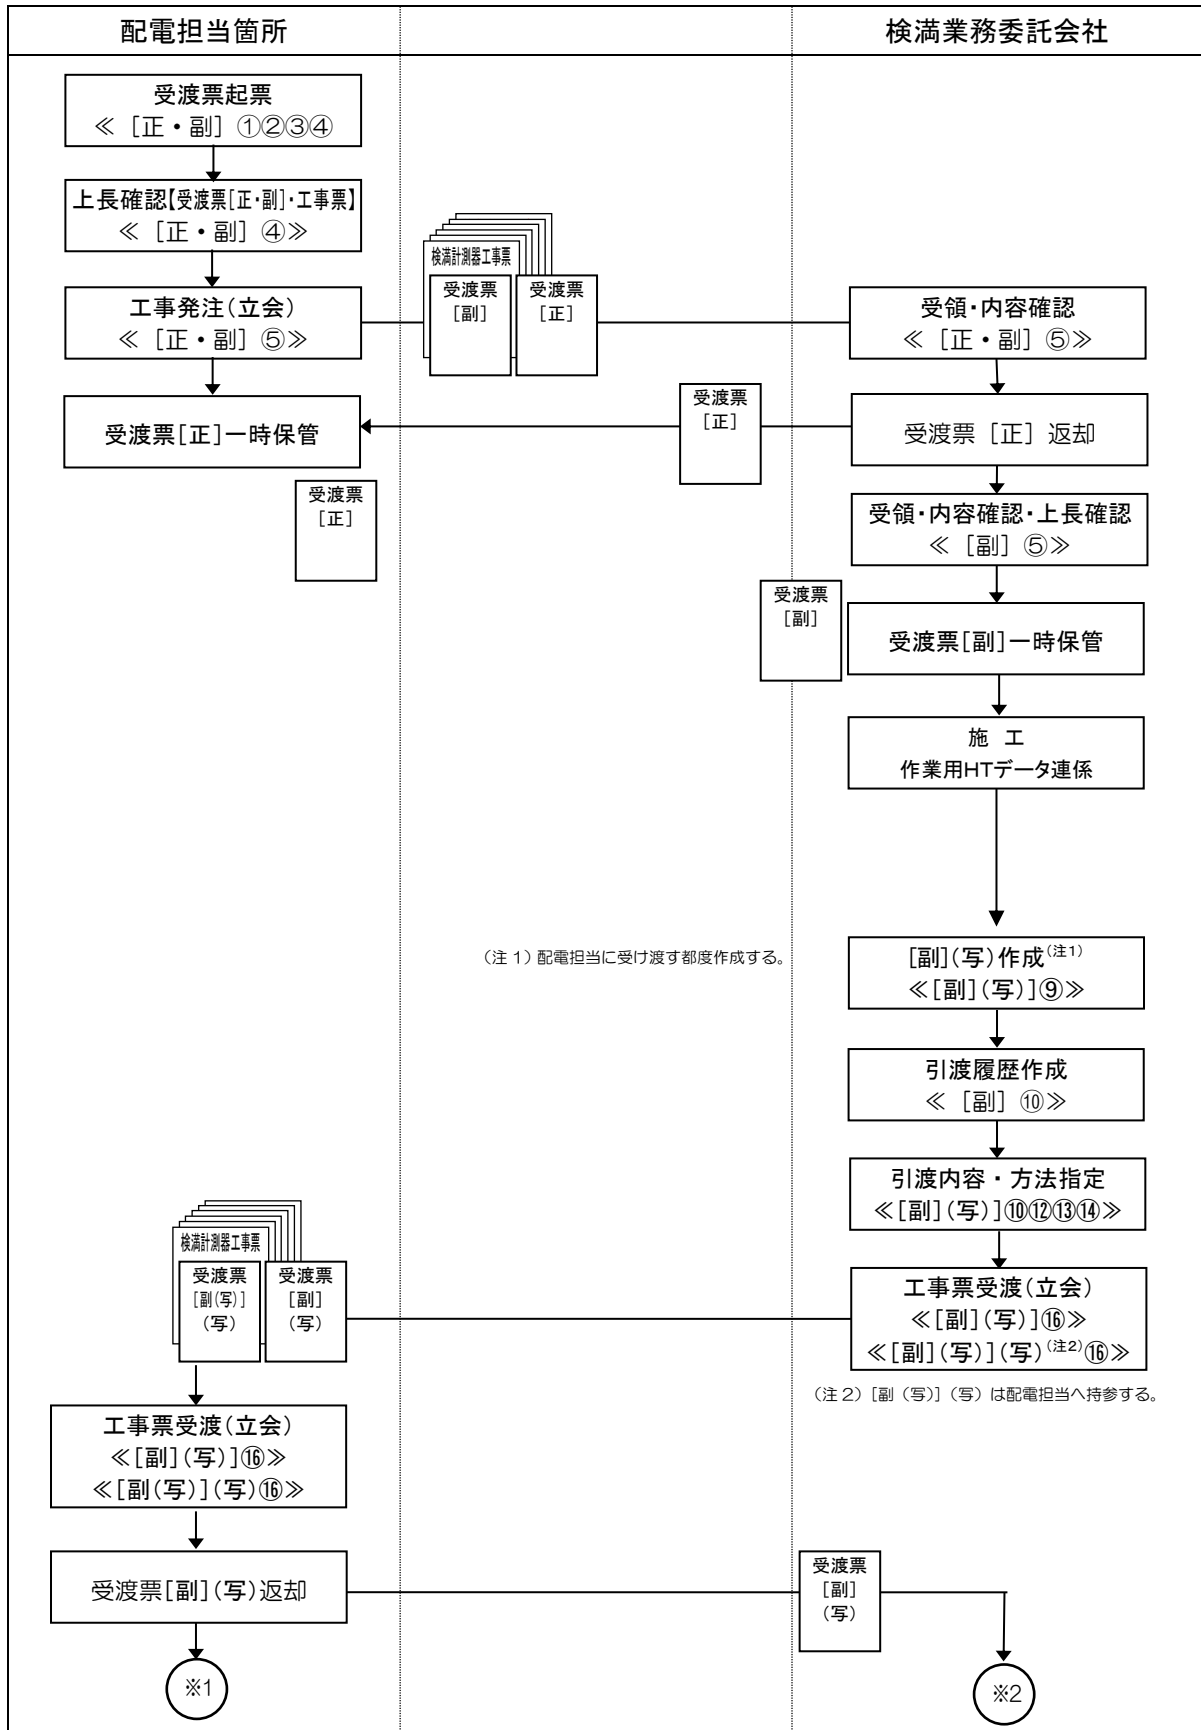 配電担当箇所
検満業務委託会社
受渡票起票
≪ [正・副] ①②③④
上長確認【受渡票[正・副]・工事票】
≪ [正・副] ④≫
検満計測器工事票
受渡票
[副]
受渡票
[正]
工事発注(立会)
≪ [正・副] ⑤≫
受領・内容確認
≪ [正・副] ⑤≫
受渡票[正]一時保管
受渡票
[正]
受渡票 [正] 返却
受渡票
[正]
受領・内容確認・上長確認
≪ [副] ⑤≫
受渡票
[副]
受渡票[副]一時保管
施 工
作業用HTデータ連係
(注1)配電担当に受け渡す都度作成する。
[副](写)作成(注1)
≪[副](写)]⑨≫
引渡履歴作成
≪ [副] ⑩≫
引渡内容・方法指定
≪[副](写)]⑩⑫⑬⑭≫
検満計測器工事票
受渡票
[副(写)]
(写)
受渡票
[副]
(写)
工事票受渡(立会)
≪[副](写)]⑯≫
≪[副](写)](写)(注2)⑯≫
(注2)[副(写)](写)は配電担当へ持参する。
工事票受渡(立会)
≪[副](写)]⑯≫
≪[副(写)](写)⑯≫
受渡票[副](写)返却
受渡票
[副]
(写)
※1
※2